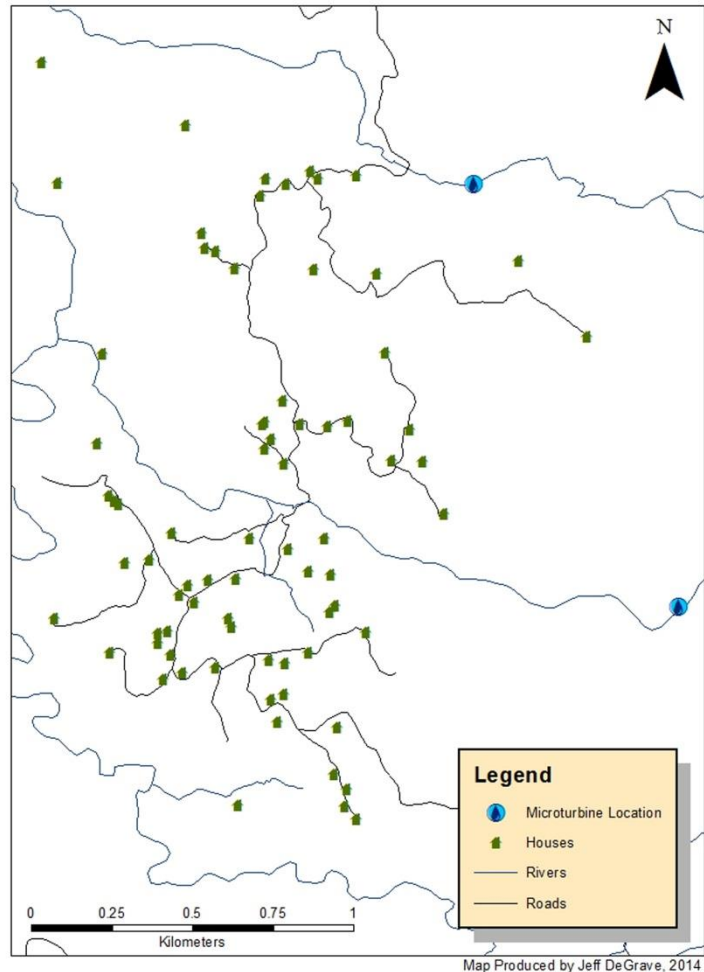 N
Legend
Microturbine Location
Houses
Rivers
Roads
0 0.25 0.5 0.75 1
Kilometers
Map Produced by Jeff DeGrave, 2014